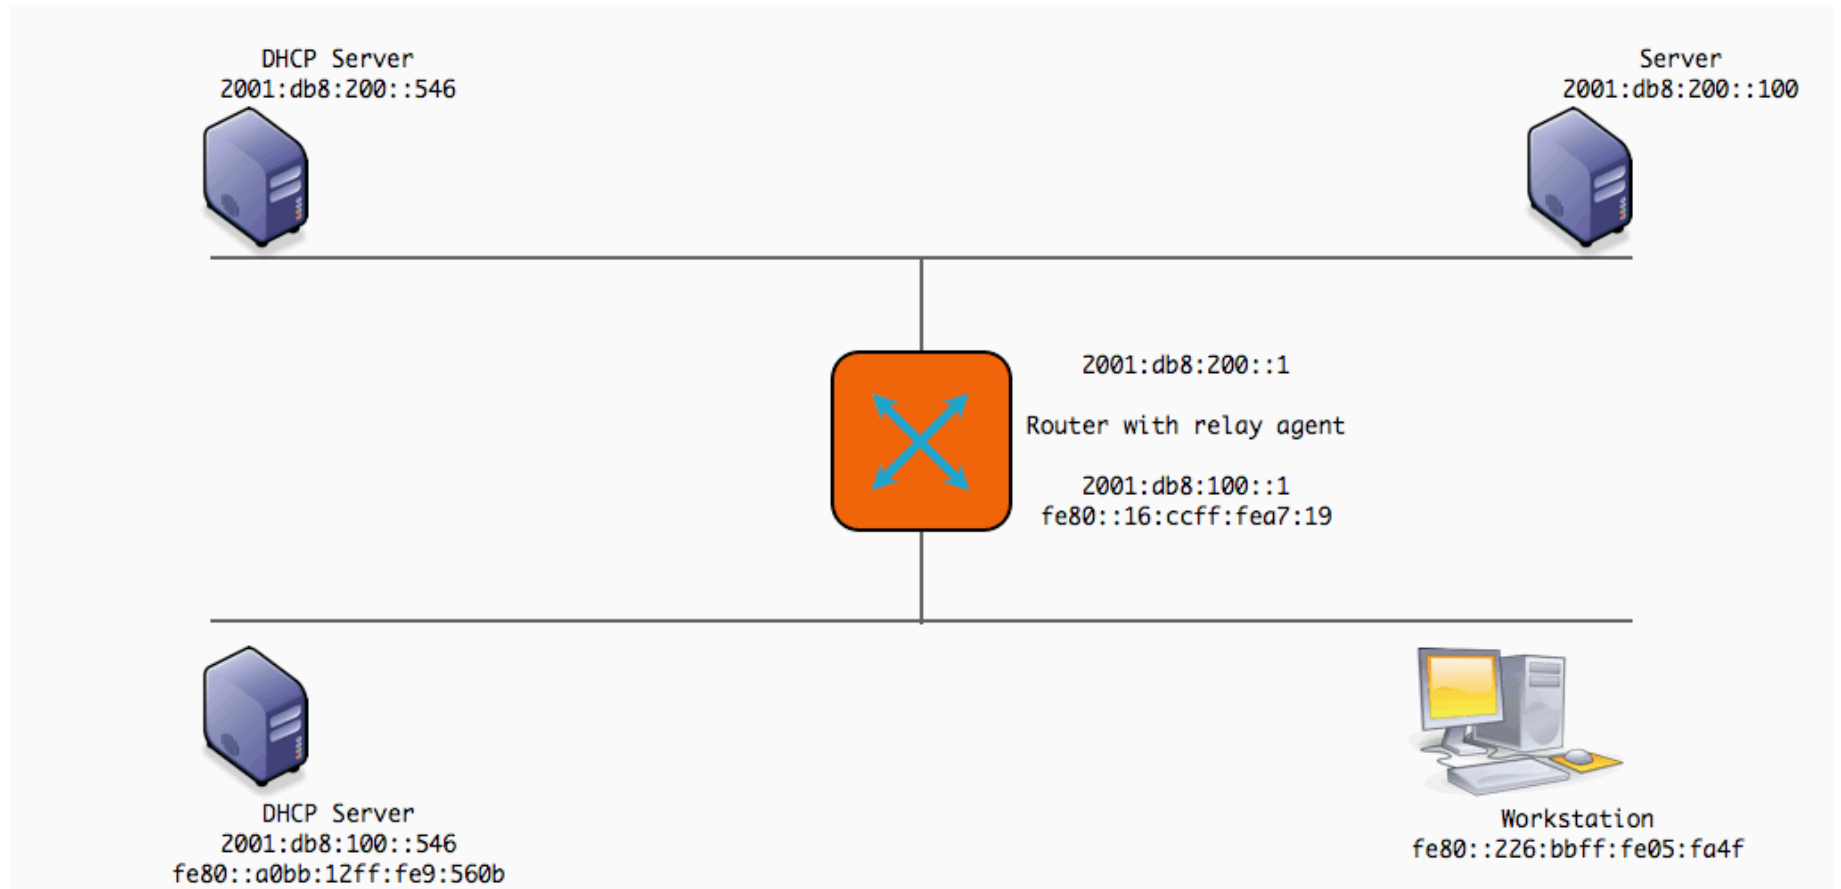 DHCP Server
2001:db8:200::546
Server
2001:db8:200::100
2001:db8:200::1
Router with relay agent
2001:db8:100::1
fe80::16:ccff:fea7:19
DHCP Server
2001:db8:100::546
fe80::a0bb:12ff:fe9:560b
Workstation
fe80::226:bbff:fe05:fa4f